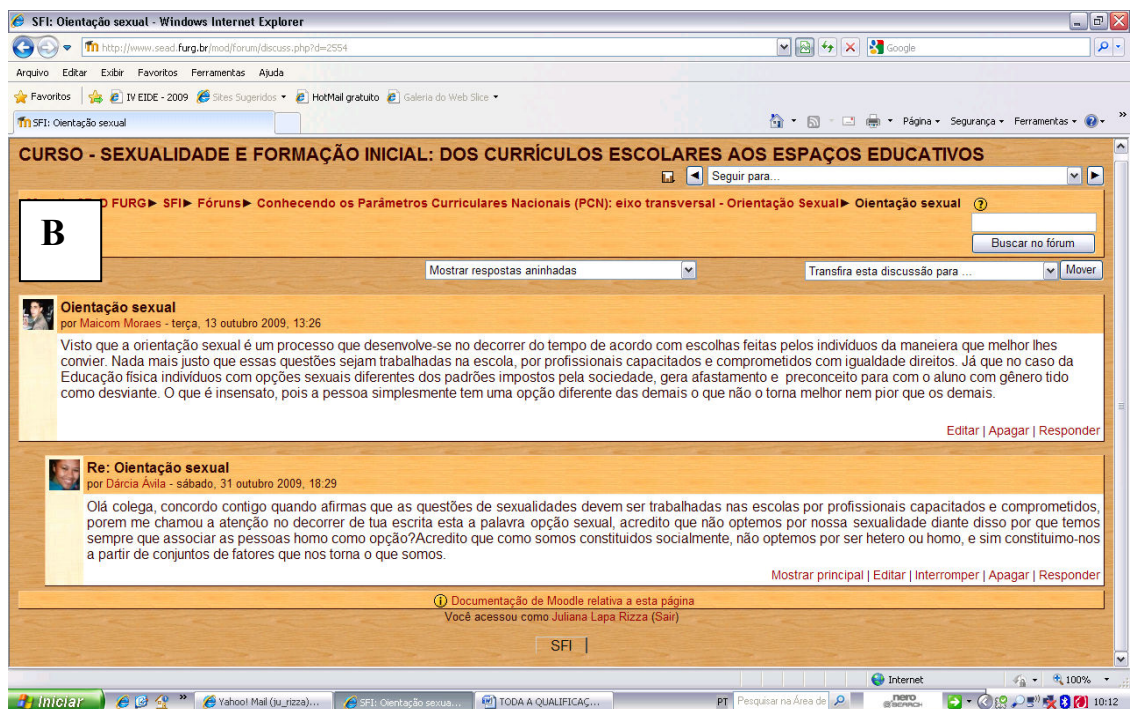 SFI: Oientação sexual - Windows Internet Explorer
http://www.sead.furg.br/mod/forum/discuss.php?d=2554
Google
Arquivo Editar Exibir Favoritos Ferramentas Ajuda
Favoritos IV EIDE - 2009 Sites Sugeridos HotMail gratuito Galeria do Web Slice
SFI: Oientação sexual Página Segurança Ferramentas
CURSO - SEXUALIDADE E FORMAÇÃO INICIAL: DOS CURRÍCULOS ESCOLARES AOS ESPAÇOS EDUCATIVOS
Seguir para...
FURG► SFI► Fóruns► Conhecendo os Parâmetros Curriculares Nacionais (PCN): eixo transversal - Orientação Sexual► Oientação sexual
B
Buscar no fórum
Mostrar respostas aninhadas Transfira esta discussão para ... Mover
Oientação sexual
por Maicom Moraes - terça, 13 outubro 2009, 13:26
Visto que a orientação sexual é um processo que desenvolve-se no decorrer do tempo de acordo com escolhas feitas pelos indivíduos da maneiera que melhor lhes
convier. Nada mais justo que essas questões sejam trabalhadas na escola, por profissionais capacitados e comprometidos com igualdade direitos. Já que no caso da
Educação física indivíduos com opções sexuais diferentes dos padrões impostos pela sociedade, gera afastamento e preconceito para com o aluno com gênero tido
como desviante. O que é insensato, pois a pessoa simplesmente tem uma opção diferente das demais o que não o torna melhor nem pior que os demais.
Editar | Apagar | Responder
Re: Oientação sexual
por Dárcia Ávila - sábado, 31 outubro 2009, 18:29
Olá colega, concordo contigo quando afirmas que as questões de sexualidades devem ser trabalhadas nas escolas por profissionais capacitados e comprometidos,
porem me chamou a atenção no decorrer de tua escrita esta a palavra opção sexual, acredito que não optemos por nossa sexualidade diante disso por que temos
sempre que associar as pessoas homo como opção?Acredito que como somos constituidos socialmente, não optemos por ser hetero ou homo, e sim constituimo-nos
a partir de conjuntos de fatores que nos torna o que somos.
Mostrar principal | Editar | Interromper | Apagar | Responder
Documentação de Moodle relativa a esta página
Você acessou como Juliana Lapa Rizza (Sair)
SFI
Internet 100%
Iniciar Yahoo! Mail (ju_rizza)... SFI: Oientação sexua... TODA A QUALIFICAÇ... PT Pesquisar na Área de nero SEARCH 10:12